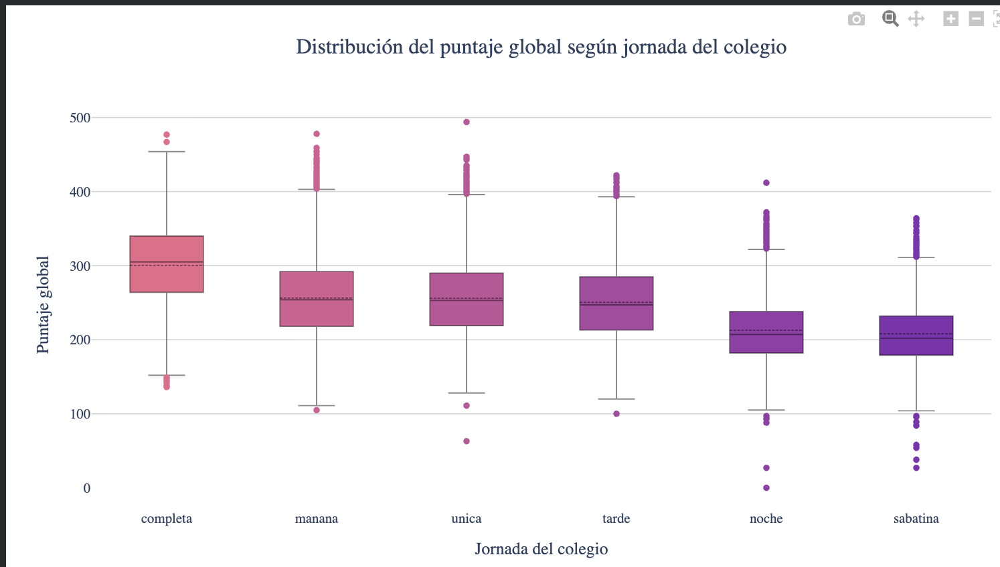 Distribución del puntaje global según jornada del colegio
500
400
300
200
100
0
Puntaje global
completa manana unica tarde noche sabatina
Jornada del colegio